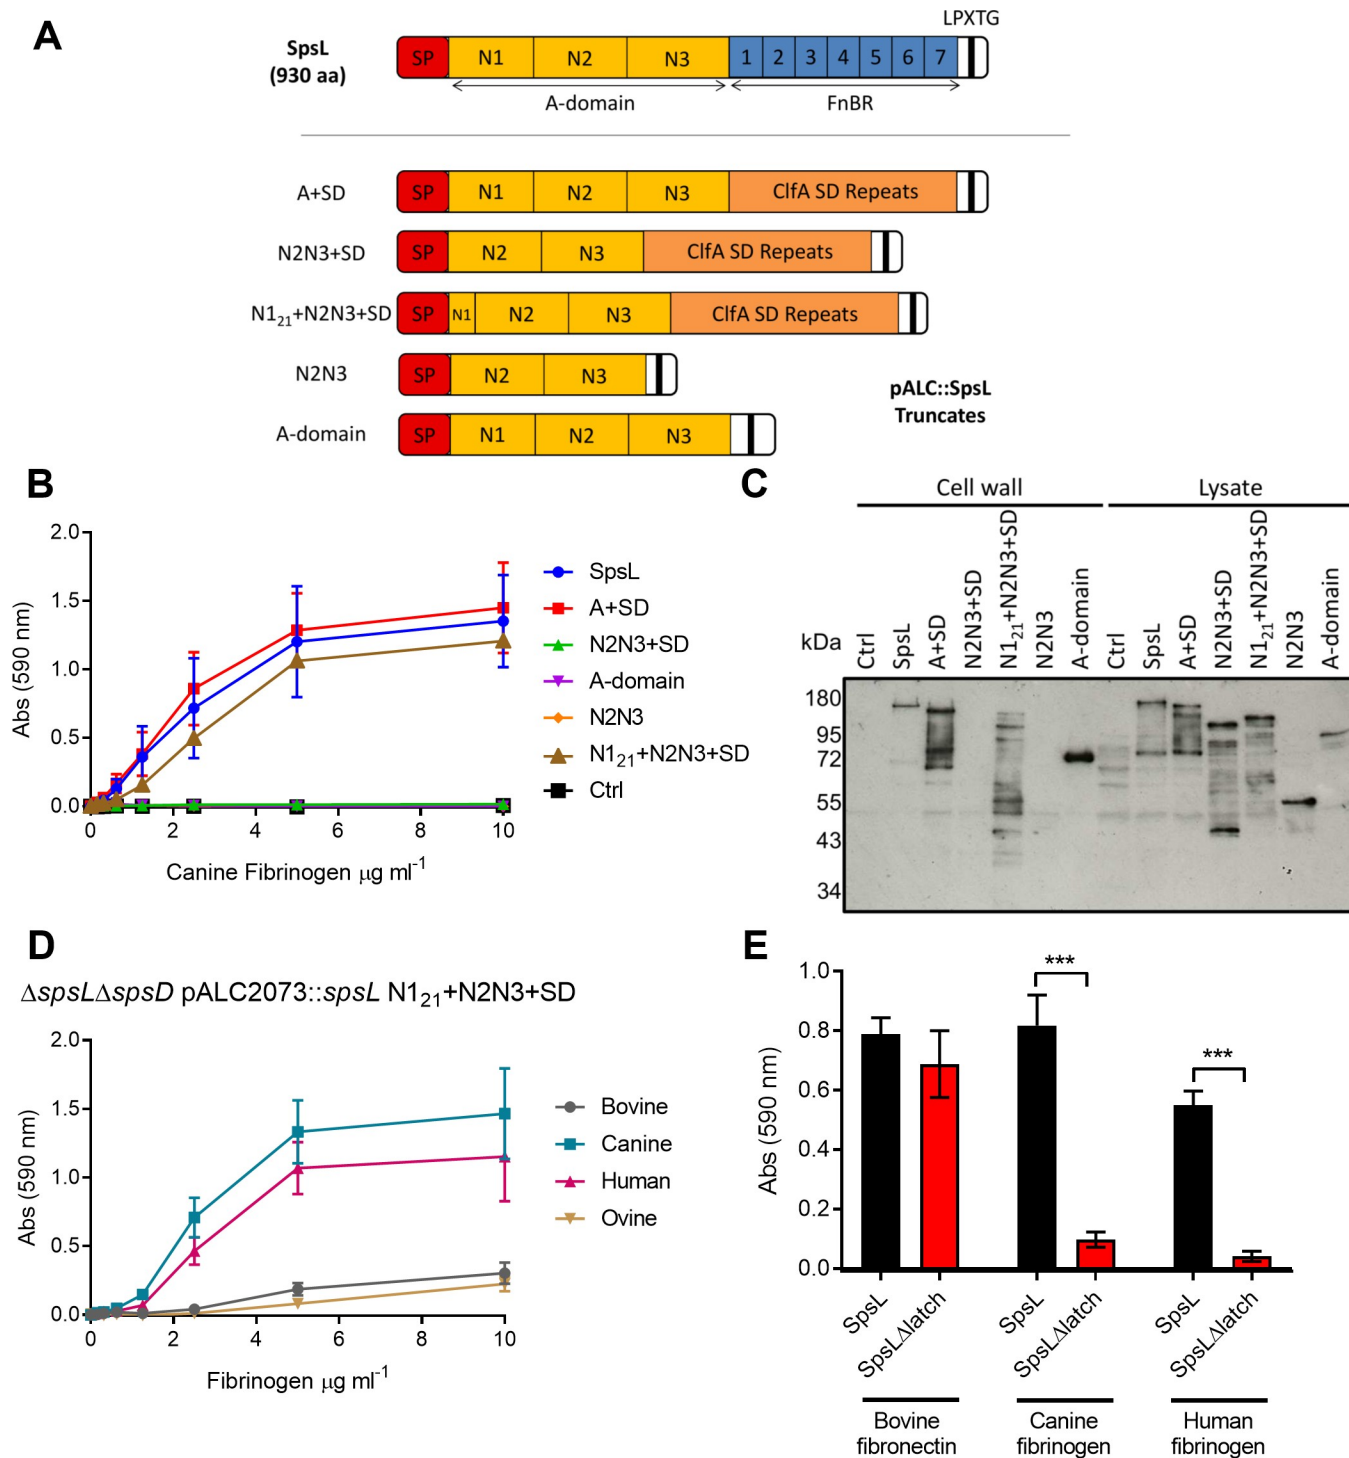 A
LPXTG
SpsL
(930 aa)
SP N1 N2 N3 1 2 3 4 5 6 7
A-domain FnBR
A+SD SP N1 N2 N3 ClfA SD Repeats
N2N3+SD SP N2 N3 ClfA SD Repeats
N1₂₁+N2N3+SD SP N1 N2 N3 ClfA SD Repeats
N2N3 SP N2 N3
pALC::SpsL
Truncates
A-domain SP N1 N2 N3
B
2.0
1.5
1.0
0.5
0.0
Abs (590 nm)
0 2 4 6 8 10
Canine Fibrinogen μg ml⁻¹
SpsL
A+SD
N2N3+SD
A-domain
N2N3
N1₂₁+N2N3+SD
Ctrl
C
Cell wall Lysate
kDa
Ctrl
SpsL
A+SD
N2N3+SD
N1₂₁+N2N3+SD
N2N3
A-domain
Ctrl
SpsL
A+SD
N2N3+SD
N1₂₁+N2N3+SD
N2N3
A-domain
180
95
72
55
43
34
D
ΔspsLΔspsD pALC2073::spsL N1₂₁+N2N3+SD
2.0
1.5
1.0
0.5
0.0
Abs (590 nm)
0 2 4 6 8 10
Fibrinogen μg ml⁻¹
Bovine
Canine
Human
Ovine
E
1.0
0.8
0.6
0.4
0.2
0.0
Abs (590 nm)
***
***
SpsL
SpsLΔlatch
SpsL
SpsLΔlatch
SpsL
SpsLΔlatch
Bovine
fibronectin
Canine
fibrinogen
Human
fibrinogen